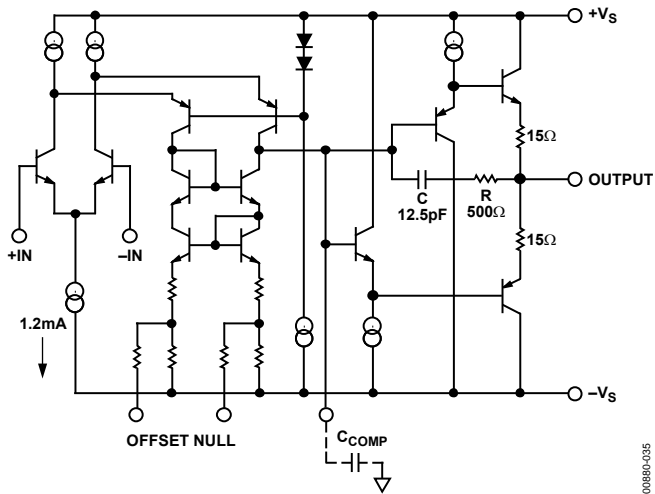 +VS
15Ω
OUTPUT
C
12.5pF
R
500Ω
15Ω
+IN
–IN
1.2mA
–VS
OFFSET NULL
CCOMP
00880-035